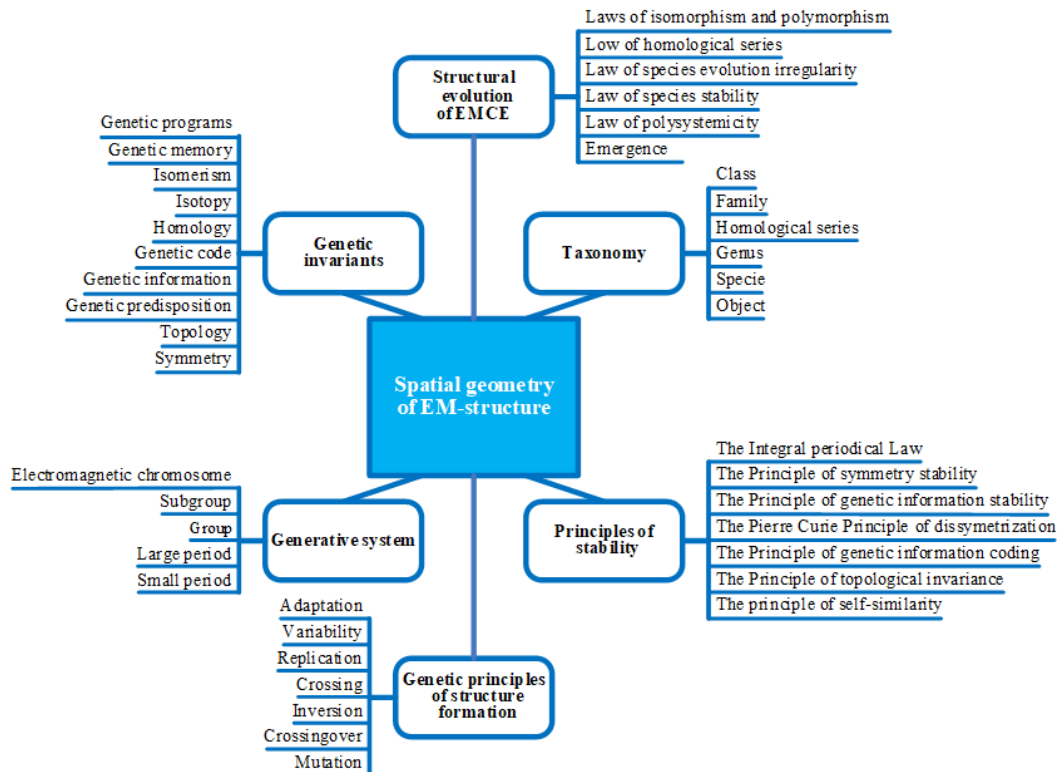 Laws of isomorphism and polymorphism
Low of homological series
Law of species evolution irregularity
Law of species stability
Law of polysystemicity
Emergence
Structural
evolution
of EMCE
Genetic programs
Genetic memory
Isomerism
Isotopy
Homology
Genetic code
Genetic information
Genetic predisposition
Topology
Symmetry
Genetic
invariants
Taxonomy
Class
Family
Homological series
Genus
Specie
Object
Spatial geometry
of EM-structure
Electromagnetic chromosome
Subgroup
Group
Large period
Small period
Generative system
Principles of
stability
The Integral periodical Law
The Principle of symmetry stability
The Principle of genetic information stability
The Pierre Curie Principle of dissymetrization
The Principle of genetic information coding
The Principle of topological invariance
The principle of self-similarity
Adaptation
Variability
Replication
Crossing
Inversion
Crossingover
Mutation
Genetic principles
of structure
formation